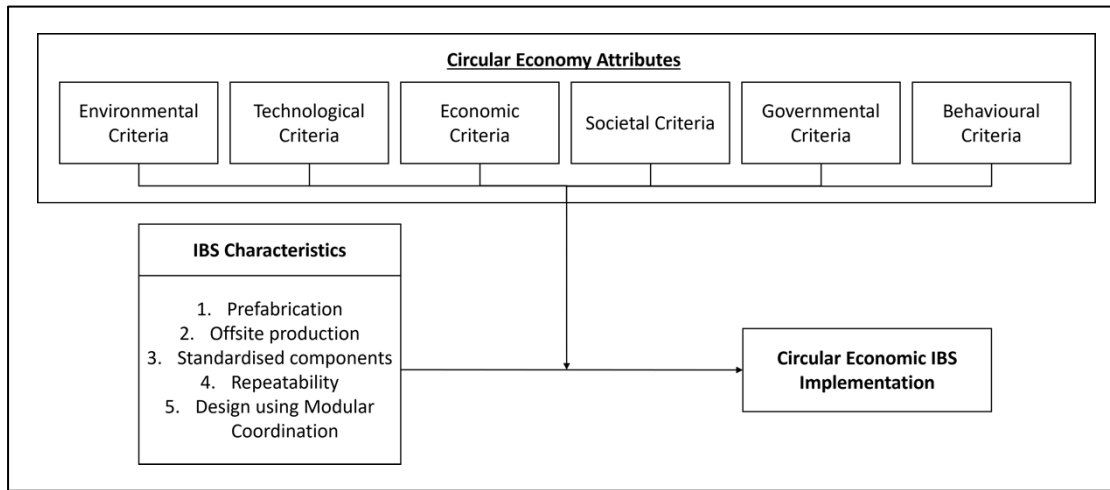 Circular Economy Attributes
Environmental
Criteria
Technological
Criteria
Economic
Criteria
Societal Criteria
Governmental
Criteria
Behavioural
Criteria
IBS Characteristics
1. Prefabrication
2. Offsite production
3. Standardised components
4. Repeatability
5. Design using Modular
Coordination
Circular Economic IBS
Implementation